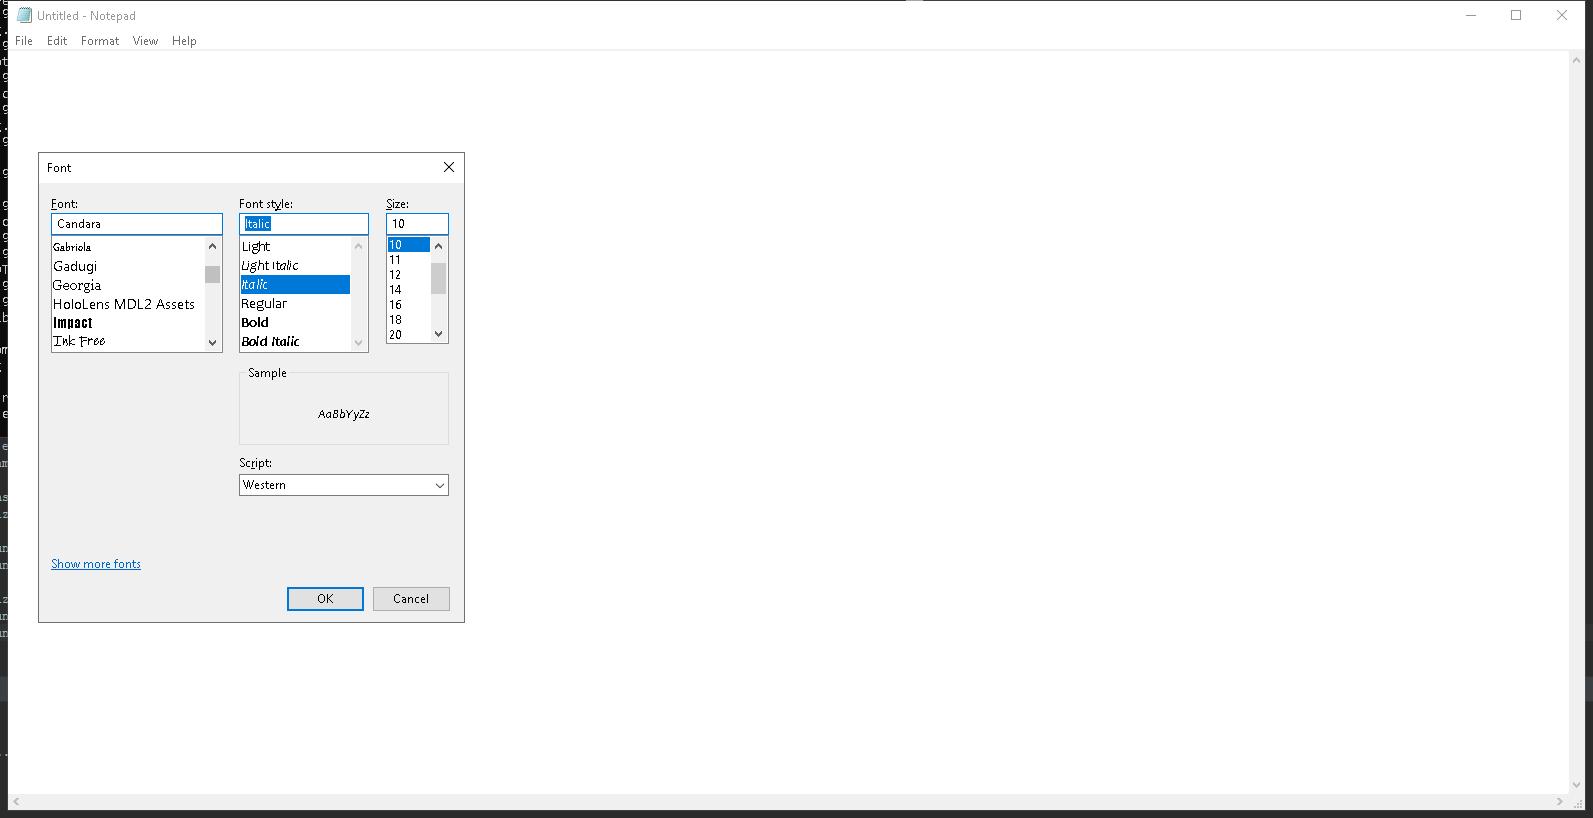 Untitled - Notepad
File Edit Format View Help
Font
Font: Font style: Size:
Candara Italic 10
Gabriola Light 10
Gadugi Light Italic 11
Georgia Italic 12
HoloLens MDL2 Assets Regular 14
Impact Bold 16
Ink Free Bold Italic 18
20
Sample
AaBbYyZz
Script:
Western
Show more fonts
OK Cancel